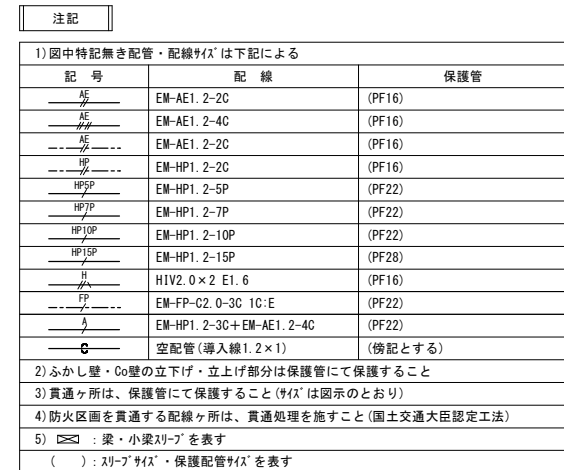 注記
1)図中特記無き配管・配線ｻｲｽﾞは下記による
記 号 配 線 保護管
AE EM-AE1.2-2C (PF16)
AE EM-AE1.2-4C (PF16)
AE EM-AE1.2-2C (PF16)
HP EM-HP1.2-2C (PF16)
HP5P EM-HP1.2-5P (PF22)
HP7P EM-HP1.2-7P (PF22)
HP10P EM-HP1.2-10P (PF22)
HP15P EM-HP1.2-15P (PF28)
H HIV2.0×2 E1.6 (PF16)
FP EM-FP-C2.0-3C 1C:E (PF22)
A EM-HP1.2-3C+EM-AE1.2-4C (PF22)
C 空配管(導入線1.2×1) (傍記とする)
2)ふかし壁・Co壁の立下げ・立上げ部分は保護管にて保護すること
3)貫通ヶ所は、保護管にて保護すること(ｻｲｽﾞは図示のとおり)
4)防火区画を貫通する配線ヶ所は、貫通処理を施すこと(国土交通大臣認定工法)
5) :梁・小梁ｽﾘｰﾌﾞを表す
( ):ｽﾘｰﾌﾞｻｲｽﾞ・保護配管ｻｲｽﾞを表す